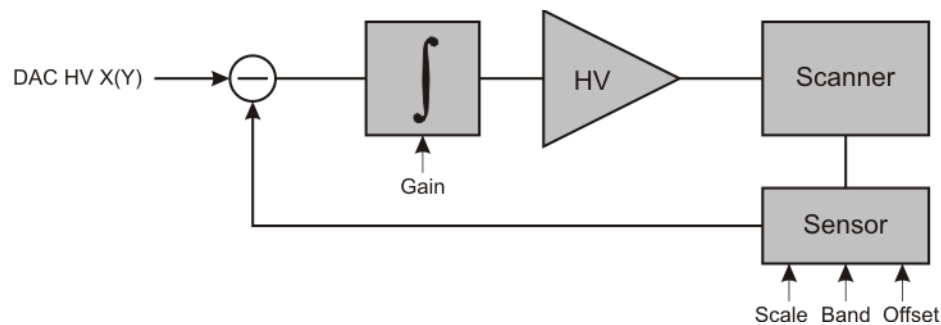 DAC HV X(Y)
−
∫
HV
Scanner
Gain
Sensor
Scale Band Offset